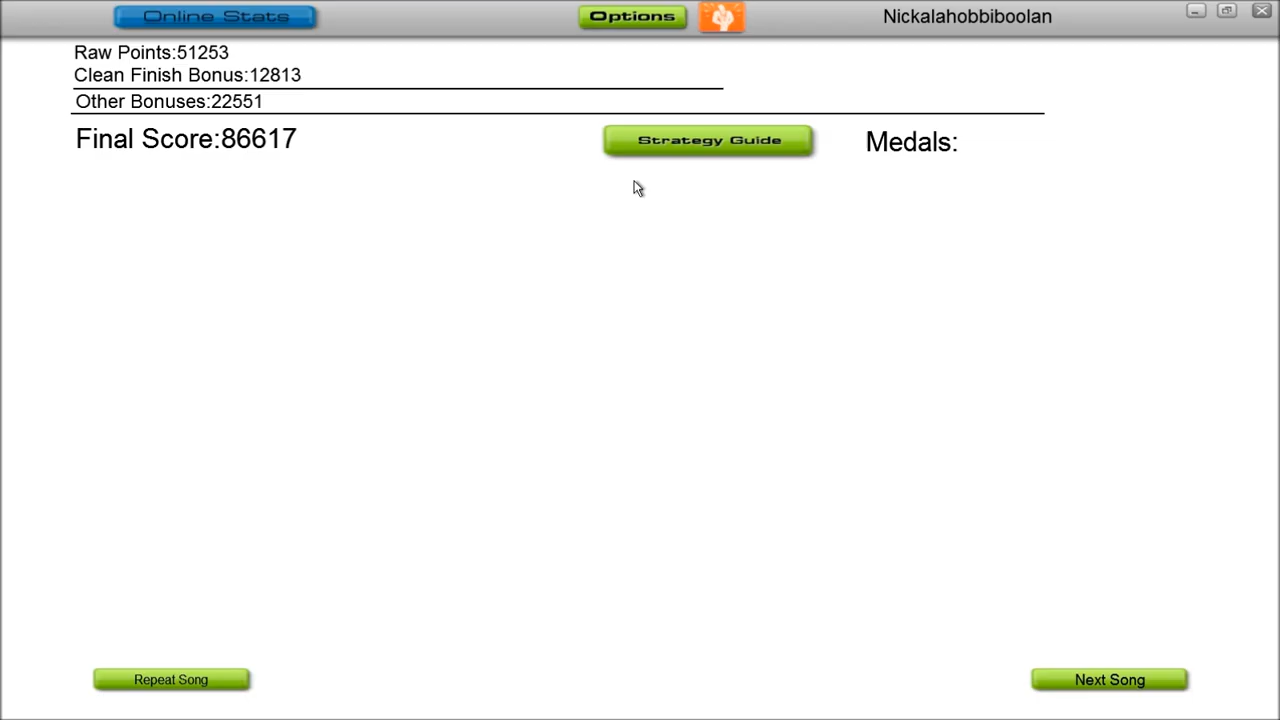 Online Stats
Options
Nickalahobbiboolan
Raw Points:51253
Clean Finish Bonus:12813
Other Bonuses:22551
Final Score:86617
Strategy Guide
Medals:
Repeat Song
Next Song